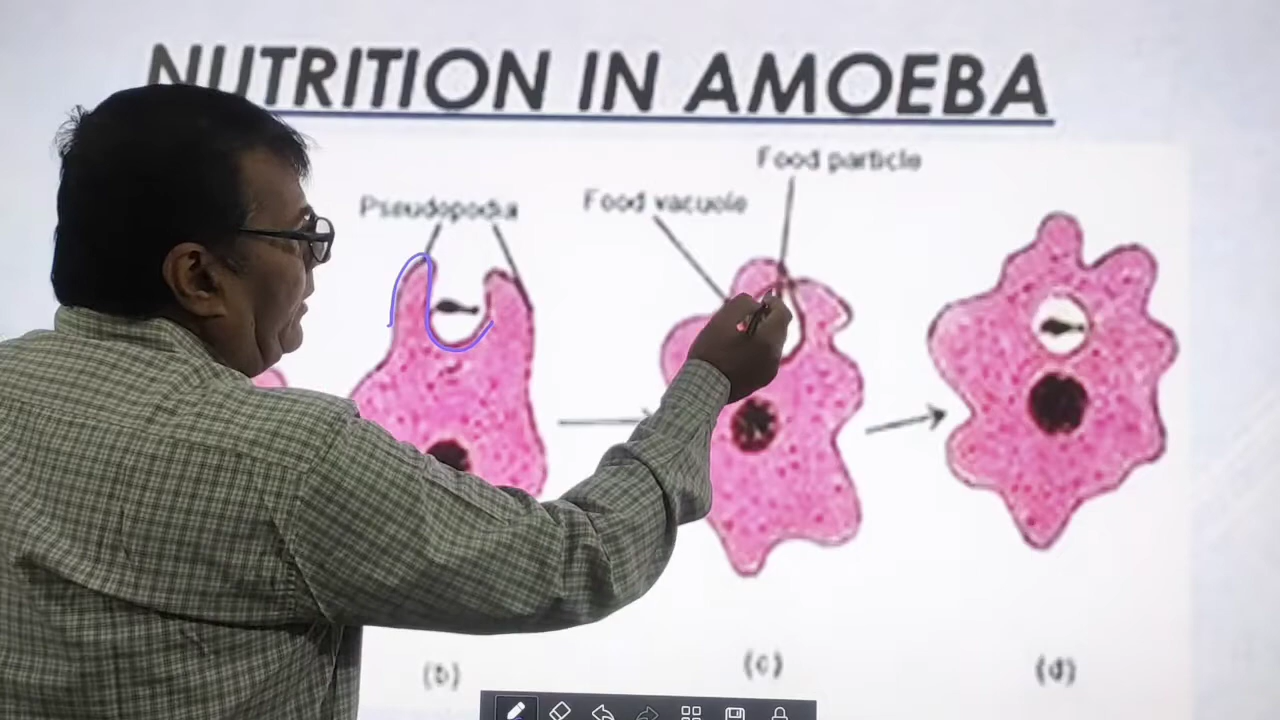 NUTRITION IN AMOEBA
Food particle
Food vacuole
Pseudopodia
(b)
(c)
(d)